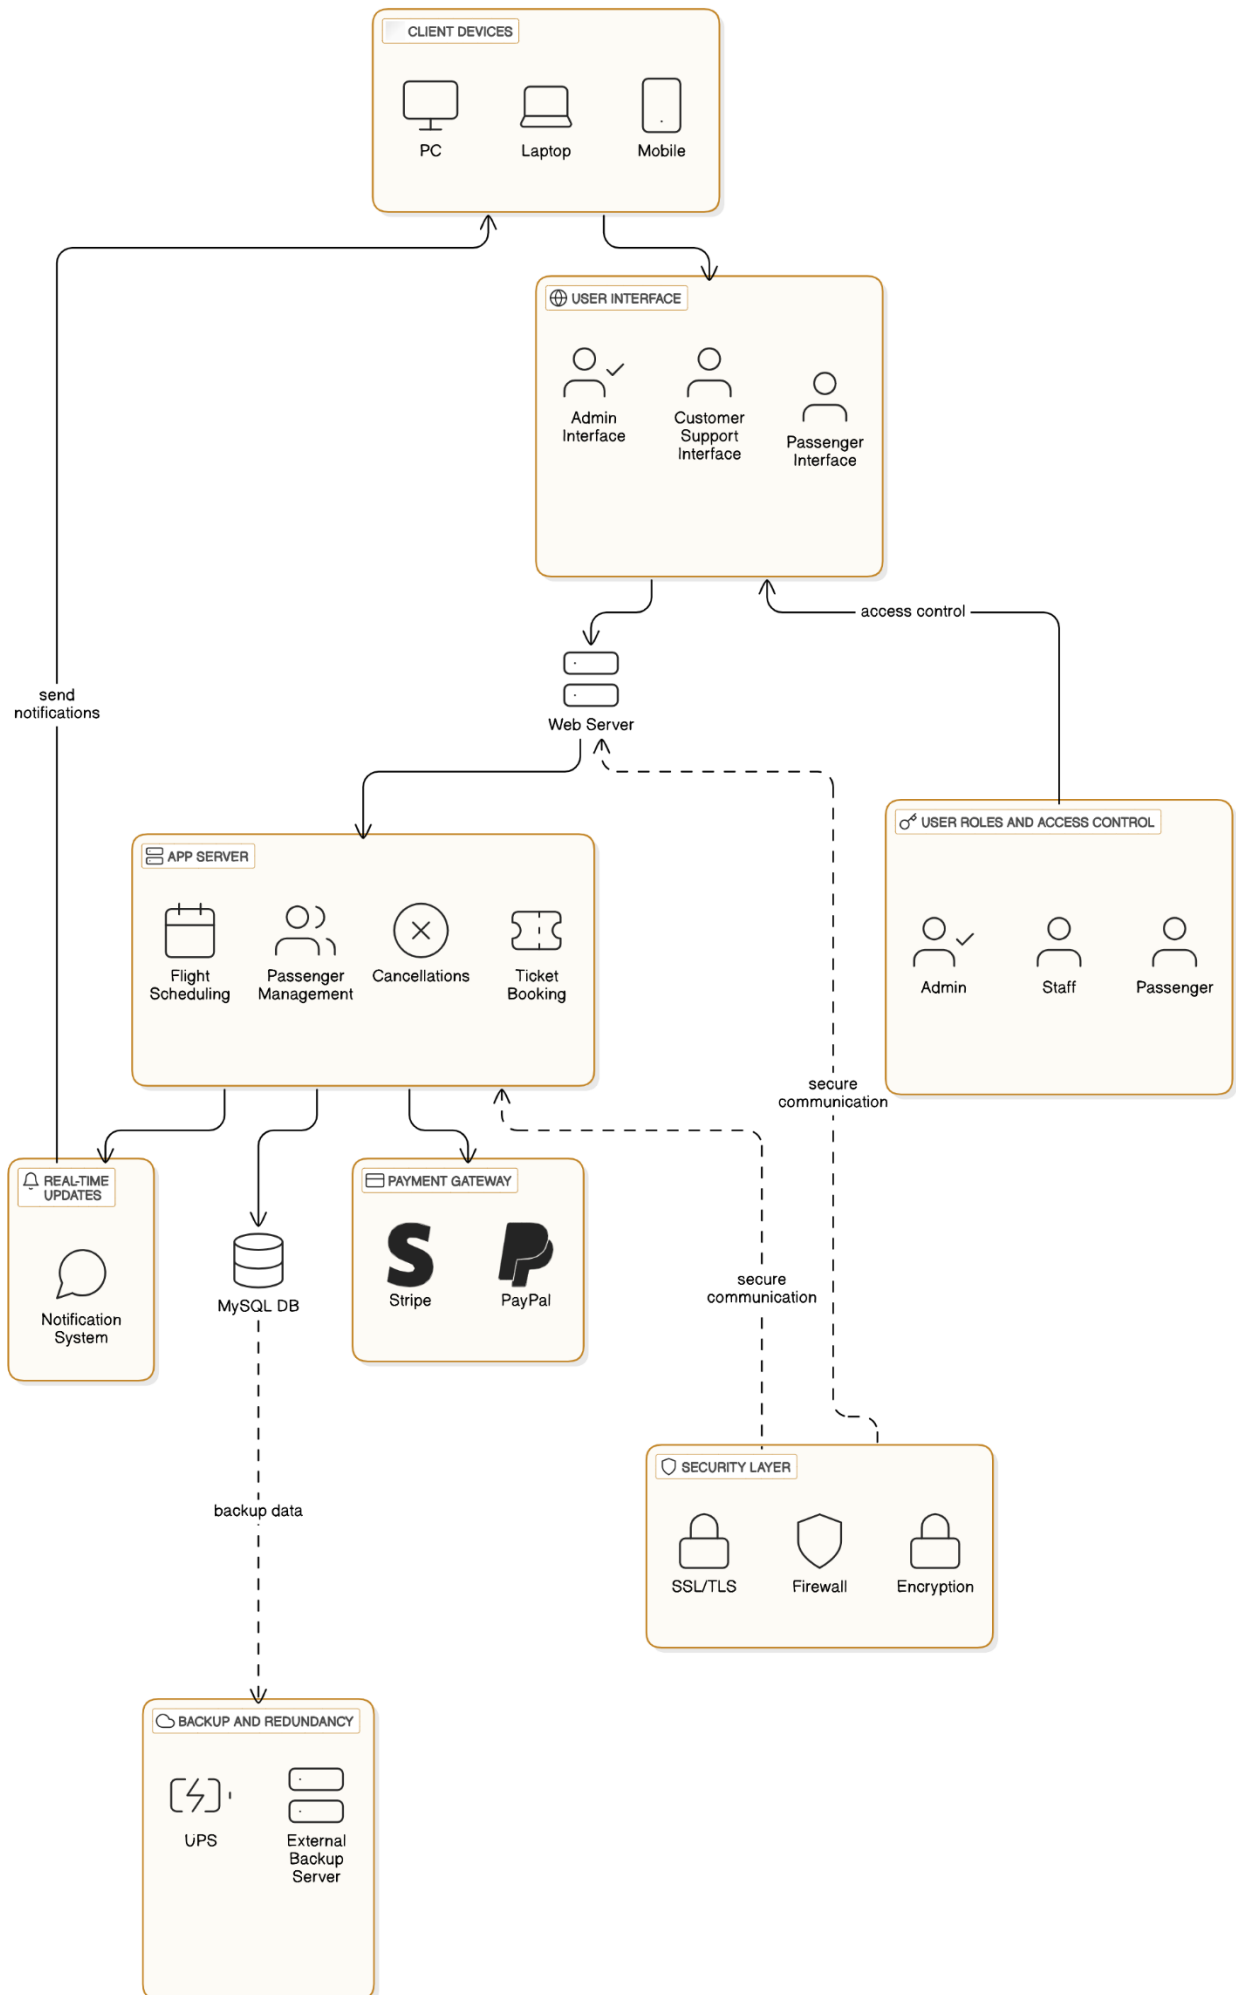 CLIENT DEVICES
PC
Laptop
Mobile
USER INTERFACE
Admin
Interface
Customer
Support
Interface
Passenger
Interface
access control
send
notifications
Web Server
USER ROLES AND ACCESS CONTROL
Admin
Staff
Passenger
APP SERVER
Flight
Scheduling
Passenger
Management
Cancellations
Ticket
Booking
secure
communication
REAL-TIME
UPDATES
Notification
System
MySQL DB
PAYMENT GATEWAY
Stripe
PayPal
secure
communication
SECURITY LAYER
SSL/TLS
Firewall
Encryption
backup data
BACKUP AND REDUNDANCY
UPS
External
Backup
Server